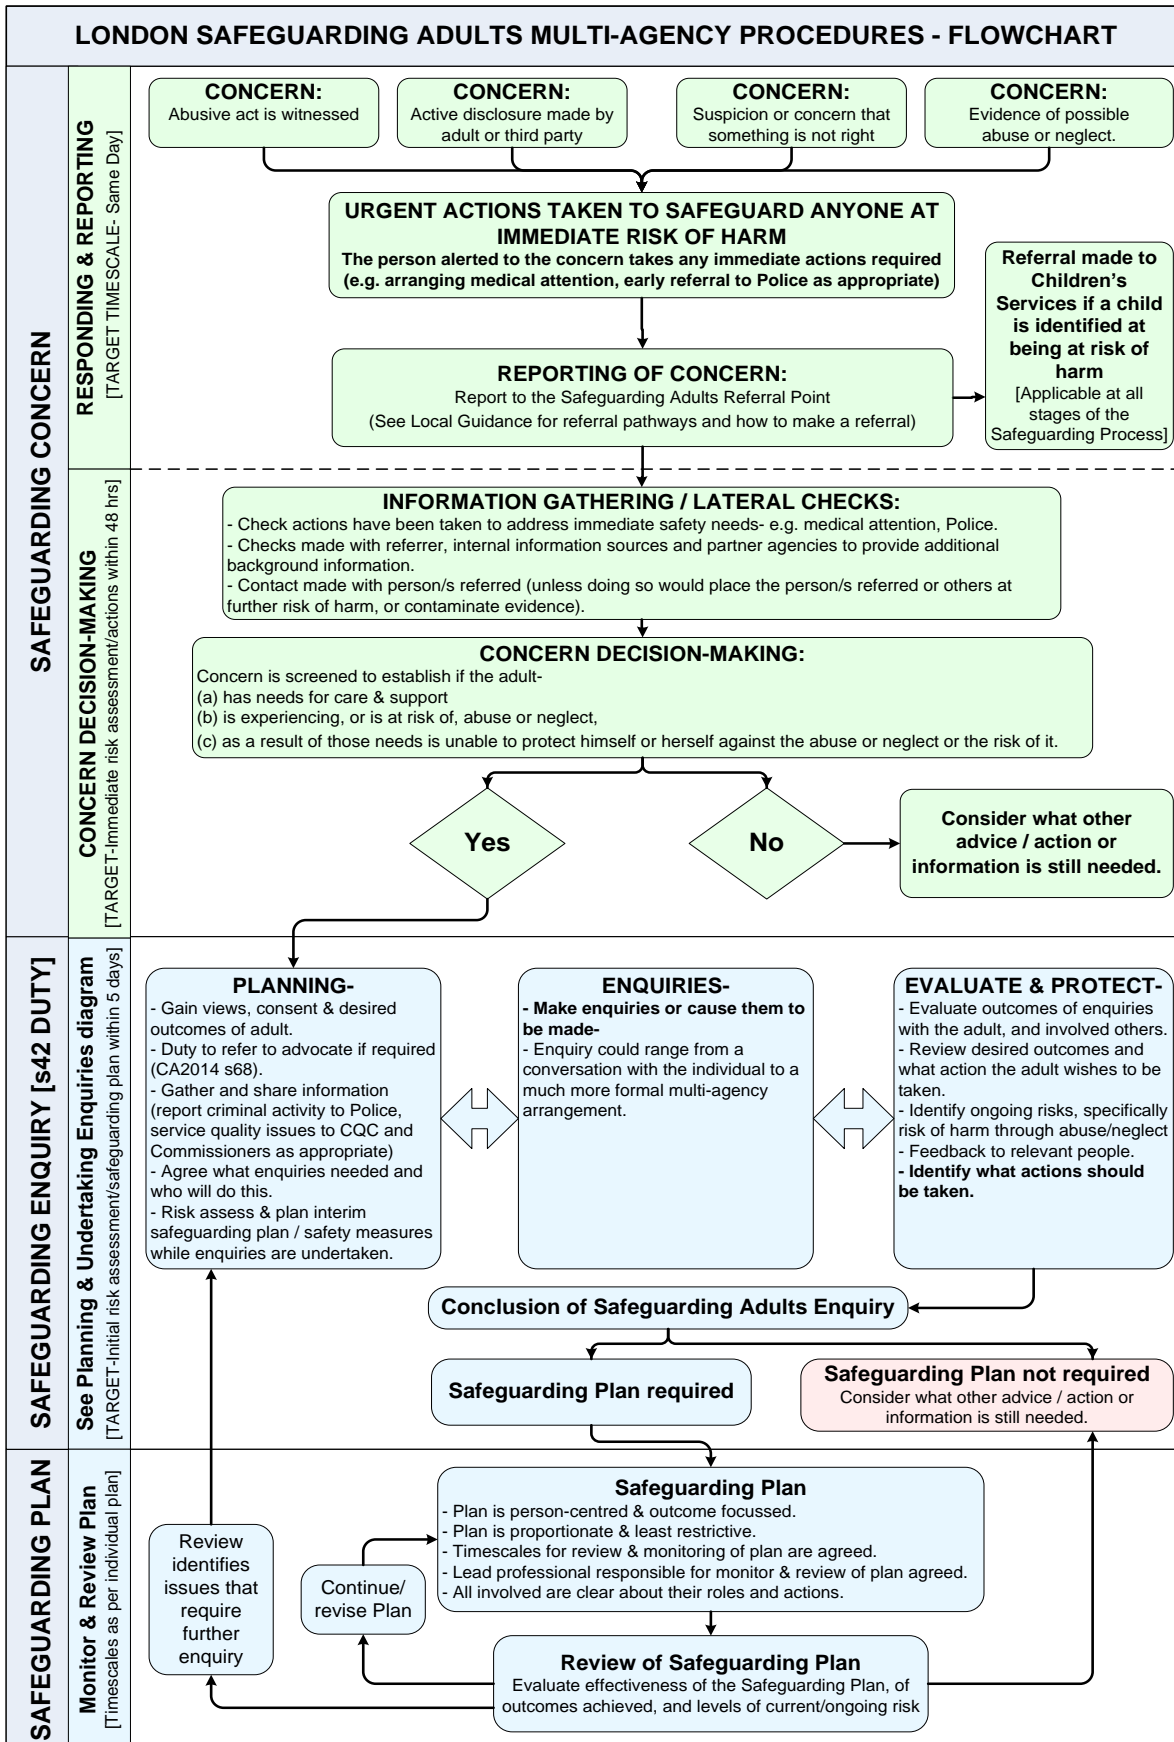 LONDON SAFEGUARDING ADULTS MULTI-AGENCY PROCEDURES - FLOWCHART
SAFEGUARDING CONCERN
RESPONDING & REPORTING
[TARGET TIMESCALE- Same Day]
CONCERN:
Abusive act is witnessed
CONCERN:
Active disclosure made by
adult or third party
CONCERN:
Suspicion or concern that
something is not right
CONCERN:
Evidence of possible
abuse or neglect.
URGENT ACTIONS TAKEN TO SAFEGUARD ANYONE AT
IMMEDIATE RISK OF HARM
The person alerted to the concern takes any immediate actions required
(e.g. arranging medical attention, early referral to Police as appropriate)
REPORTING OF CONCERN:
Report to the Safeguarding Adults Referral Point
(See Local Guidance for referral pathways and how to make a referral)
Referral made to
Children's
Services if a child
is identified at
being at risk of
harm
[Applicable at all
stages of the
Safeguarding Process]
CONCERN DECISION-MAKING
[TARGET-Immediate risk assessment/actions within 48 hrs]
INFORMATION GATHERING / LATERAL CHECKS:
- Check actions have been taken to address immediate safety needs- e.g. medical attention, Police.
- Checks made with referrer, internal information sources and partner agencies to provide additional
background information.
- Contact made with person/s referred (unless doing so would place the person/s referred or others at
further risk of harm, or contaminate evidence).
CONCERN DECISION-MAKING:
Concern is screened to establish if the adult-
(a) has needs for care & support
(b) is experiencing, or is at risk of, abuse or neglect,
(c) as a result of those needs is unable to protect himself or herself against the abuse or neglect or the risk of it.
Yes
No
Consider what other
advice / action or
information is still needed.
SAFEGUARDING ENQUIRY [s42 DUTY]
See Planning & Undertaking Enquiries diagram
[TARGET-Initial risk assessment/safeguarding plan within 5 days]
PLANNING-
- Gain views, consent & desired
outcomes of adult.
- Duty to refer to advocate if required
(CA2014 s68).
- Gather and share information
(report criminal activity to Police,
service quality issues to CQC and
Commissioners as appropriate)
- Agree what enquiries needed and
who will do this.
- Risk assess & plan interim
safeguarding plan / safety measures
while enquiries are undertaken.
ENQUIRIES-
- Make enquiries or cause them to
be made-
- Enquiry could range from a
conversation with the individual to a
much more formal multi-agency
arrangement.
EVALUATE & PROTECT-
- Evaluate outcomes of enquiries
with the adult, and involved others.
- Review desired outcomes and
what action the adult wishes to be
taken.
- Identify ongoing risks, specifically
risk of harm through abuse/neglect
- Feedback to relevant people.
- Identify what actions should
be taken.
Conclusion of Safeguarding Adults Enquiry
Safeguarding Plan required
Safeguarding Plan not required
Consider what other advice / action or
information is still needed.
SAFEGUARDING PLAN
Monitor & Review Plan
[Timescales as per individual plan]
Review
identifies
issues that
require
further
enquiry
Continue/
revise Plan
Safeguarding Plan
- Plan is person-centred & outcome focussed.
- Plan is proportionate & least restrictive.
- Timescales for review & monitoring of plan are agreed.
- Lead professional responsible for monitor & review of plan agreed.
- All involved are clear about their roles and actions.
Review of Safeguarding Plan
Evaluate effectiveness of the Safeguarding Plan, of
outcomes achieved, and levels of current/ongoing risk